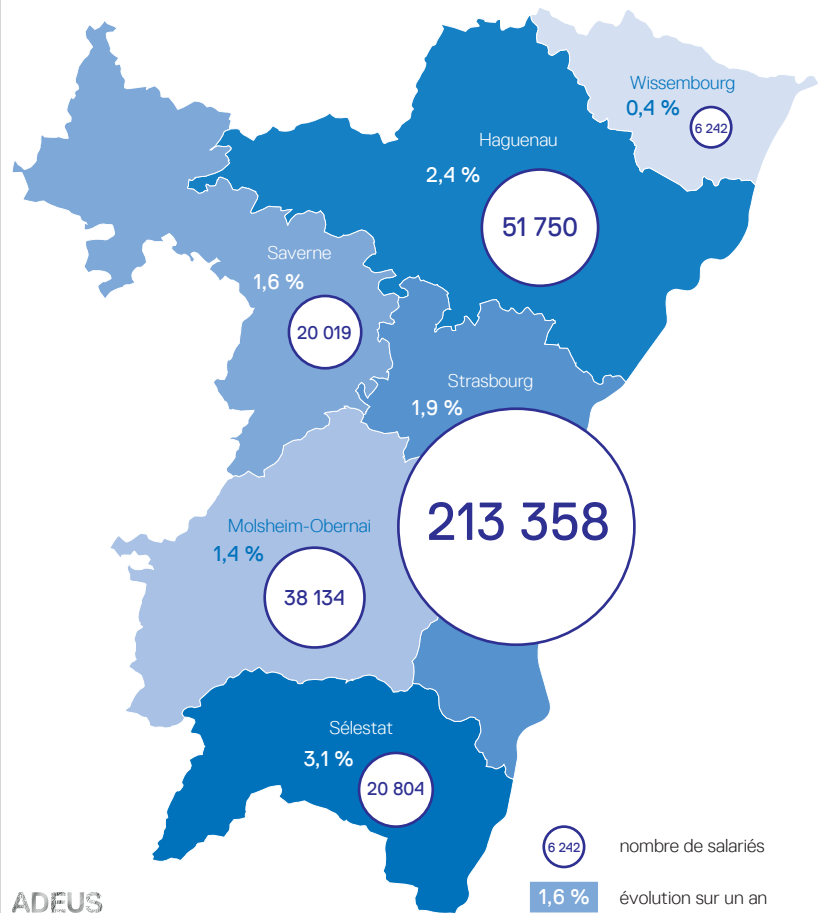 Wissembourg
0,4 %
6 242
Haguenau
2,4 %
51 750
Saverne
1,6 %
20 019
Strasbourg
1,9 %
213 358
Molsheim-Obernai
1,4 %
38 134
Sélestat
3,1 %
20 804
6 242 nombre de salariés
1,6 % évolution sur un an
ADEUS